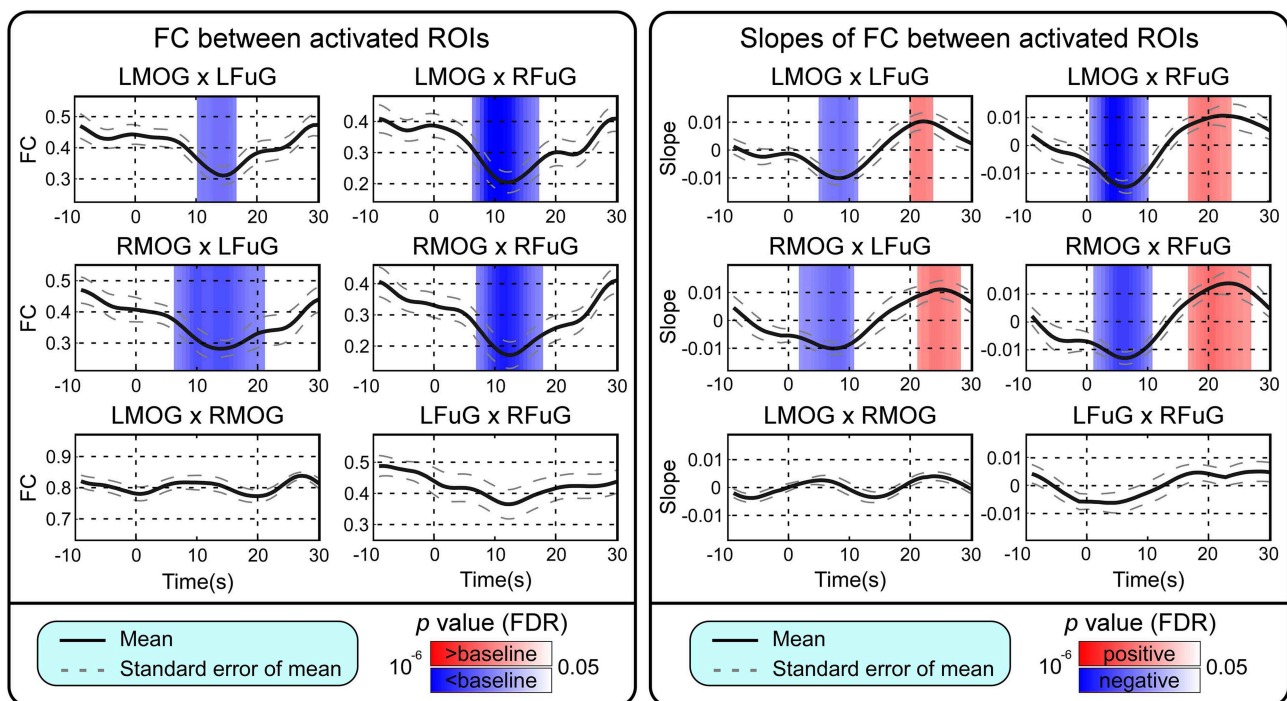 FC between activated ROIs
LMOG x LFuG
LMOG x RFuG
FC
0.5
0.4
0.3
-10 0 10 20 30
0.4
0.3
0.2
-10 0 10 20 30
RMOG x LFuG
RMOG x RFuG
FC
0.5
0.4
0.3
-10 0 10 20 30
0.4
0.3
0.2
-10 0 10 20 30
LMOG x RMOG
LFuG x RFuG
FC
0.9
0.8
0.7
-10 0 10 20 30
Time(s)
0.5
0.4
0.3
-10 0 10 20 30
Time(s)
Mean
Standard error of mean
p value (FDR)
10-6 >baseline 0.05
<baseline
Slopes of FC between activated ROIs
LMOG x LFuG
LMOG x RFuG
Slope
0.01
0
-0.01
-10 0 10 20 30
0.01
0
-0.01
-10 0 10 20 30
RMOG x LFuG
RMOG x RFuG
Slope
0.01
0
-0.01
-10 0 10 20 30
0.01
0
-0.01
-10 0 10 20 30
LMOG x RMOG
LFuG x RFuG
Slope
0.01
0
-0.01
-10 0 10 20 30
Time(s)
0.01
0
-0.01
-10 0 10 20 30
Time(s)
Mean
Standard error of mean
p value (FDR)
10-6 positive 0.05
negative